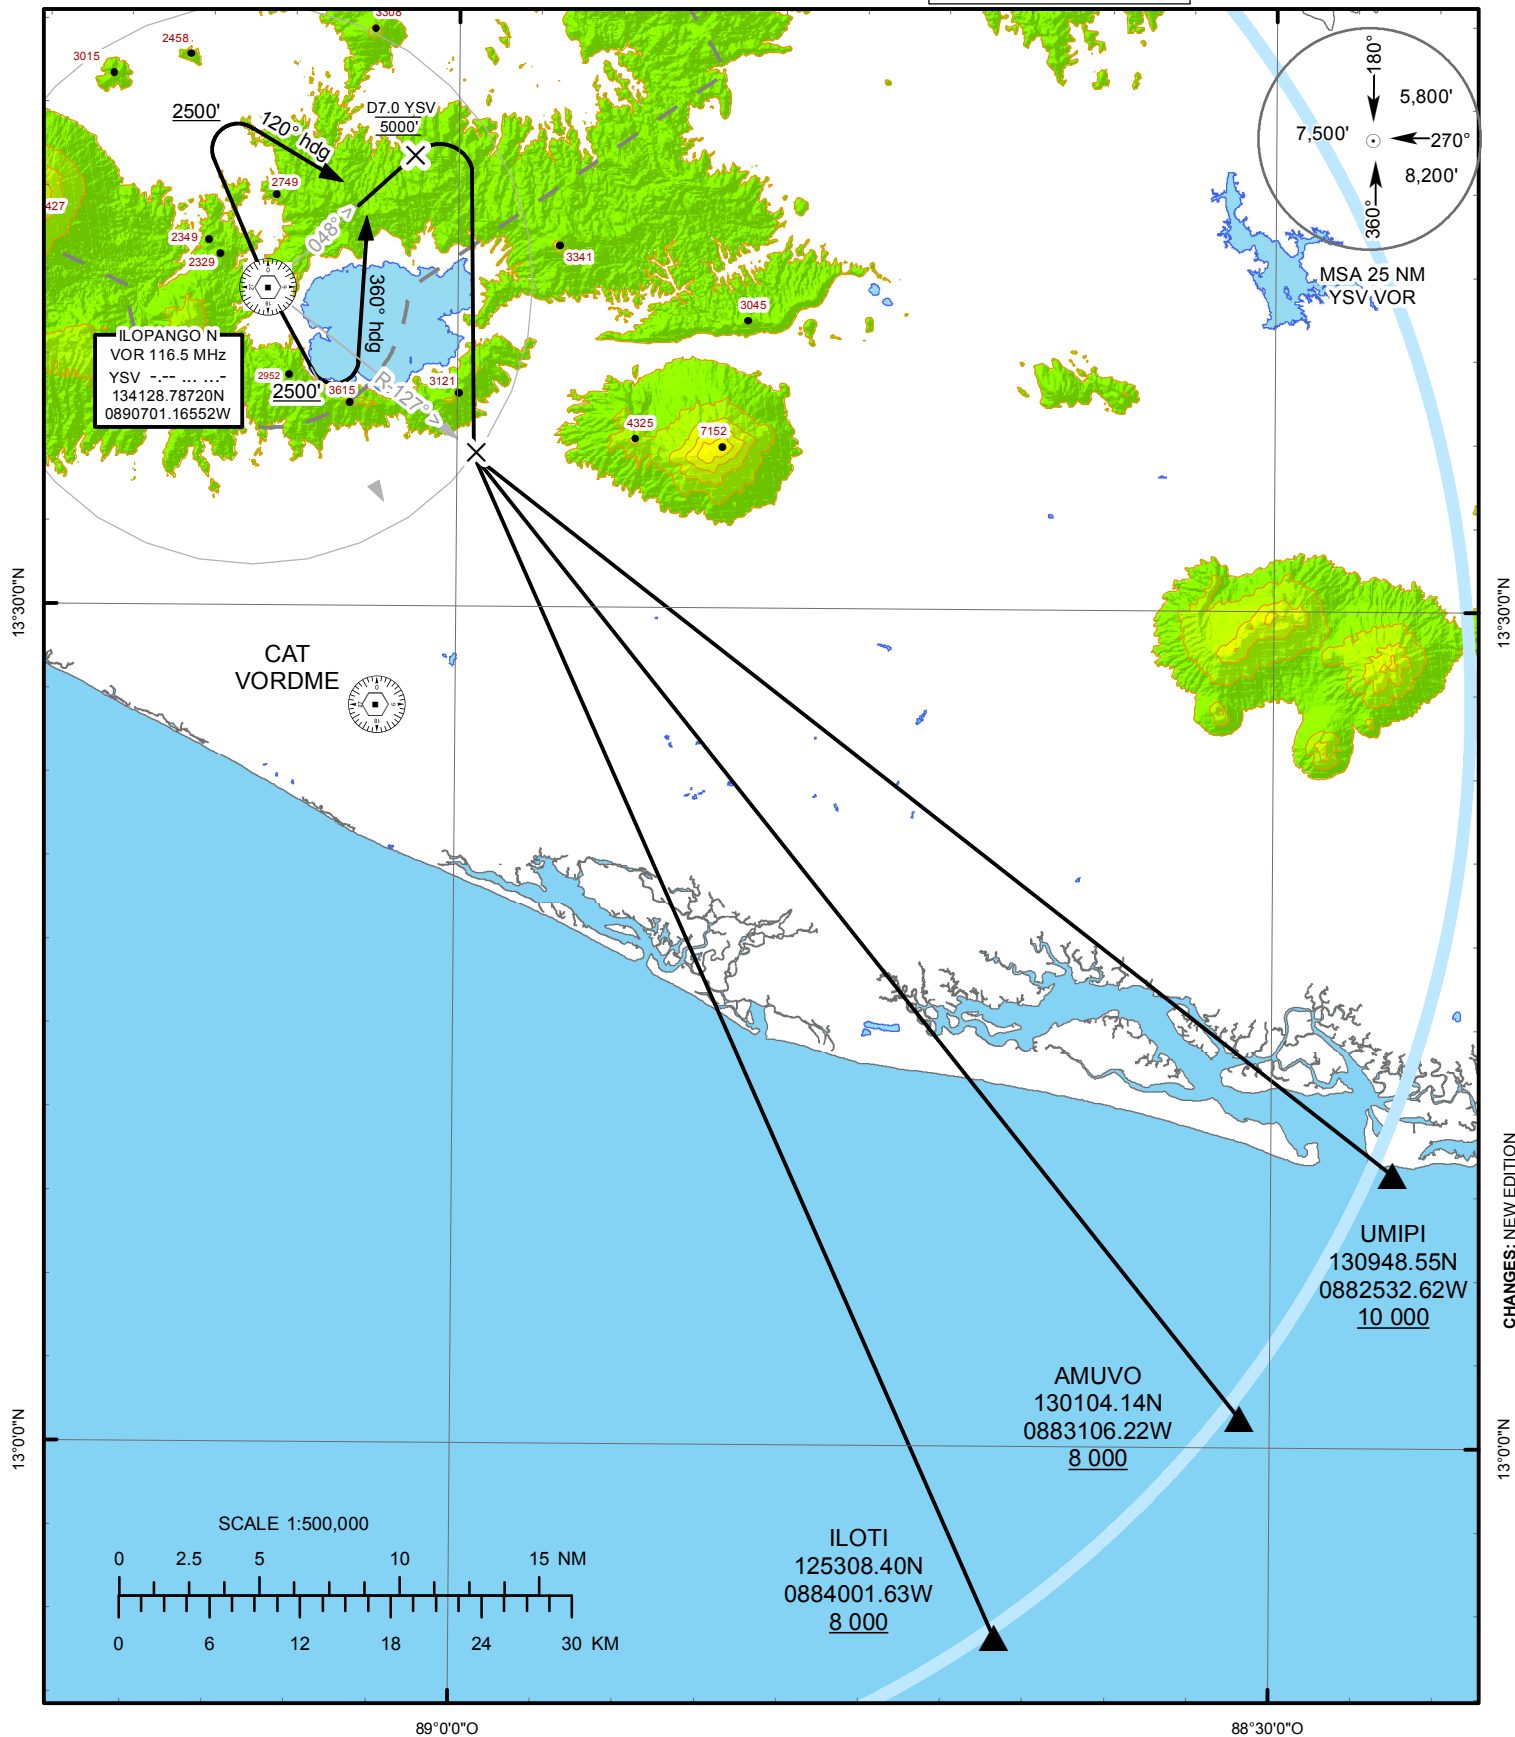 3308
2458
3015
2500'
120° hdg
D7.0 YSV
5000'
180°
5,800'
7,500'
270°
8,200'
360°
MSA 25 NM
YSV VOR
2749
427
2349
2329
048°
3341
3045
360° hdg
ILOPANGO N
VOR 116.5 MHz
YSV -.-- ... ...-
134128.78720N
0890701.16552W
2952
2500'
3615
R-127°
3121
4325
7152
13°30'0"N
13°30'0"N
CAT
VORDME
CHANGES: NEW EDITION
UMIPI
130948.55N
0882532.62W
10 000
AMUVO
130104.14N
0883106.22W
8 000
13°0'0"N
13°0'0"N
ILOTI
125308.40N
0884001.63W
8 000
SCALE 1:500,000
0 2.5 5 10 15 NM
0 6 12 18 24 30 KM
89°0'0"O
88°30'0"O